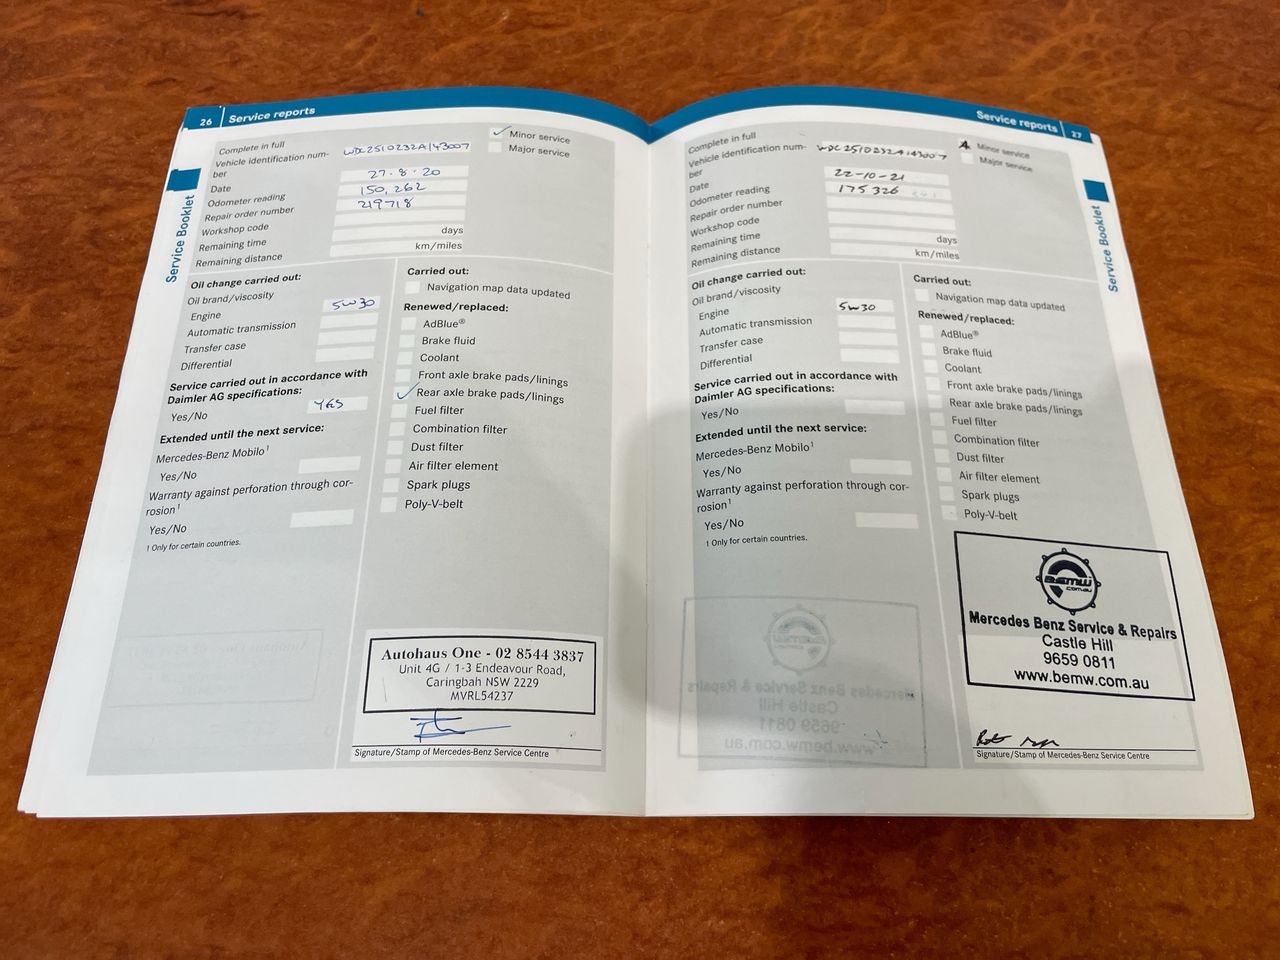 26 Service reports
Complete in full
Vehicle identification num-
ber
WDC2510232A143007
Minor service
Major service
Date
27.8.20
Odometer reading
150,262
Repair order number
219718
Workshop code
Remaining time
days
Remaining distance
km/miles
Service Booklet
Oil change carried out:
Oil brand/viscosity
Engine
5W30
Automatic transmission
Transfer case
Differential
Service carried out in accordance with
Daimler AG specifications:
Yes/No
YES
Extended until the next service:
Mercedes-Benz Mobilo1
Yes/No
Warranty against perforation through cor-
rosion1
Yes/No
1 Only for certain countries.
Carried out:
Navigation map data updated
Renewed/replaced:
AdBlue®
Brake fluid
Coolant
Front axle brake pads/linings
Rear axle brake pads/linings
Fuel filter
Combination filter
Dust filter
Air filter element
Spark plugs
Poly-V-belt
Autohaus One - 02 8544 3837
Unit 4G / 1-3 Endeavour Road,
Caringbah NSW 2229
MVRL54237
Signature/Stamp of Mercedes-Benz Service Centre
Service reports 27
Complete in full
Vehicle identification num-
ber
WDC2510232A143007
Minor service
Major service
Date
22-10-21
Odometer reading
175326
Repair order number
Workshop code
Remaining time
days
Remaining distance
km/miles
Service Booklet
Oil change carried out:
Oil brand/viscosity
Engine
5W30
Automatic transmission
Transfer case
Differential
Service carried out in accordance with
Daimler AG specifications:
Yes/No
Extended until the next service:
Mercedes-Benz Mobilo1
Yes/No
Warranty against perforation through cor-
rosion1
Yes/No
1 Only for certain countries.
Carried out:
Navigation map data updated
Renewed/replaced:
AdBlue®
Brake fluid
Coolant
Front axle brake pads/linings
Rear axle brake pads/linings
Fuel filter
Combination filter
Dust filter
Air filter element
Spark plugs
Poly-V-belt
BEMW
.com.au
Mercedes Benz Service & Repairs
Castle Hill
9659 0811
www.bemw.com.au
Signature/Stamp of Mercedes-Benz Service Centre